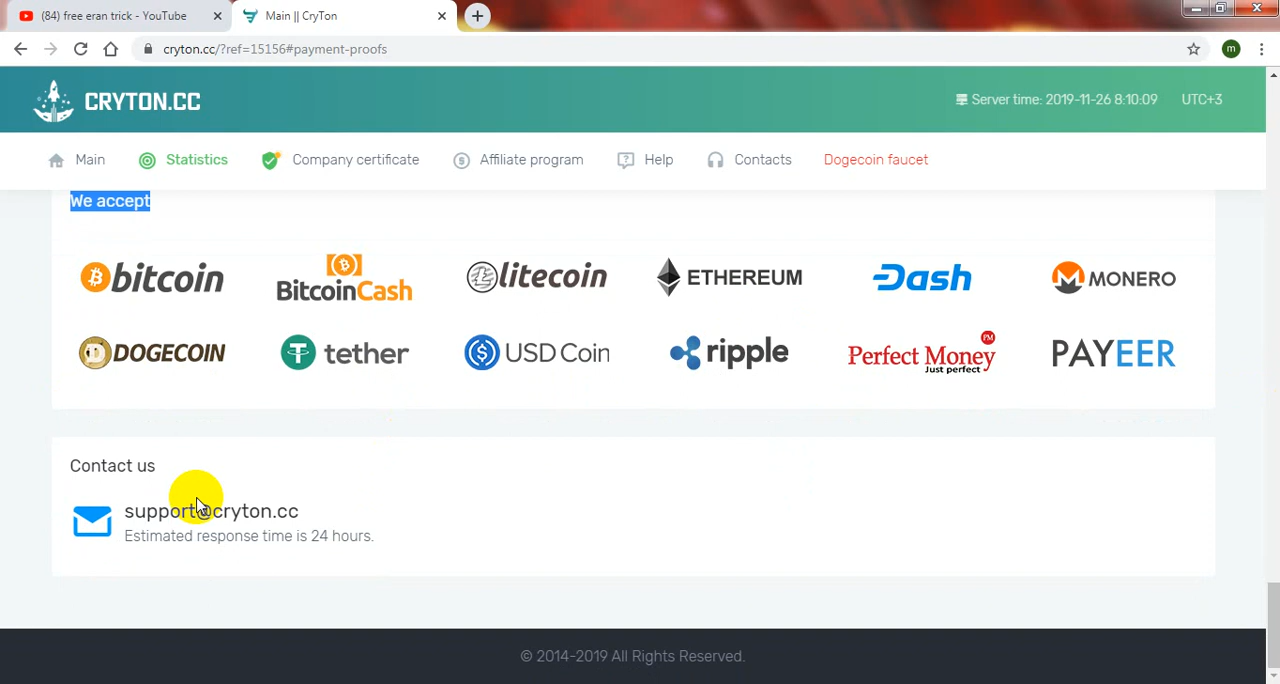 (84) free eran trick - YouTube
Main || CryTon
cryton.cc/?ref=15156#payment-proofs
m
CRYTON.CC
Server time: 2019-11-26 8:10:09 UTC+3
Main Statistics Company certificate Affiliate program Help Contacts Dogecoin faucet
We accept
bitcoin BitcoinCash litecoin ETHEREUM Dash MONERO
DOGECOIN tether USD Coin ripple Perfect Money PM Just perfect PAYEER
Contact us
support@cryton.cc
Estimated response time is 24 hours.
© 2014-2019 All Rights Reserved.